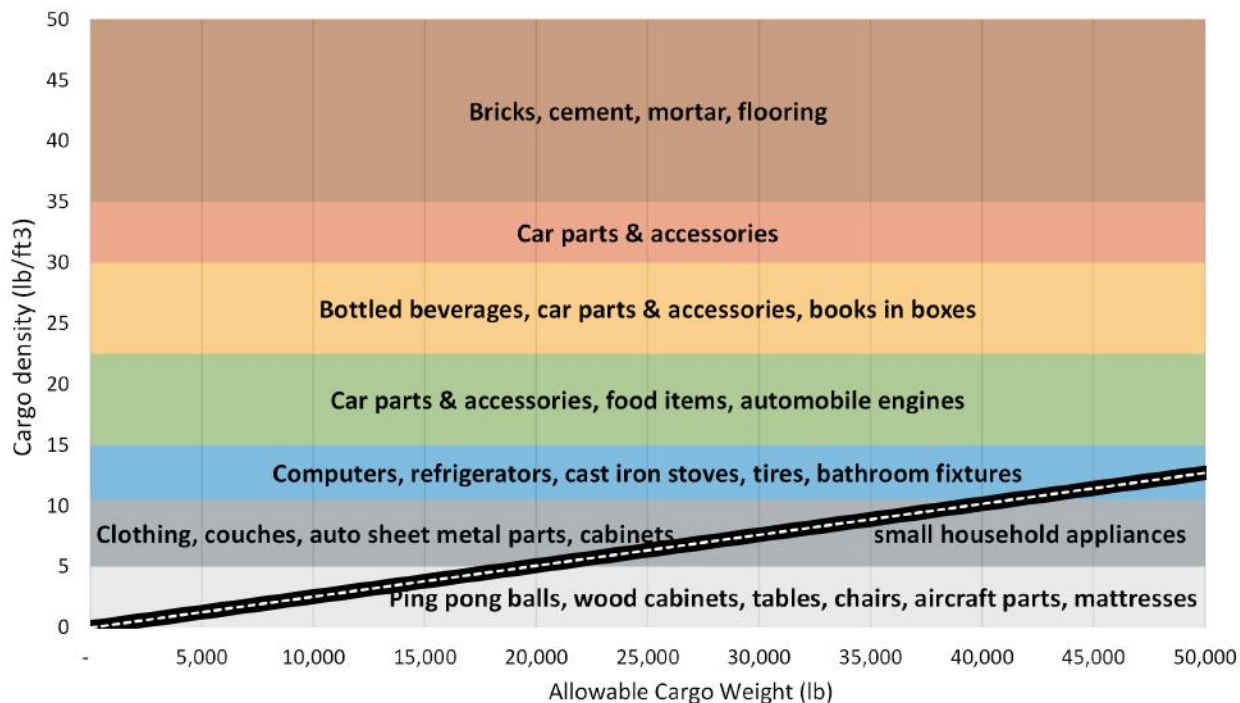 50
45
Bricks, cement, mortar, flooring
40
35
Car parts & accessories
30
Bottled beverages, car parts & accessories, books in boxes
25
20
Car parts & accessories, food items, automobile engines
15
Computers, refrigerators, cast iron stoves, tires, bathroom fixtures
10
Clothing, couches, auto sheet metal parts, cabinets small household appliances
5
Ping pong balls, wood cabinets, tables, chairs, aircraft parts, mattresses
0
Cargo density (lb/ft3)
- 5,000 10,000 15,000 20,000 25,000 30,000 35,000 40,000 45,000 50,000
Allowable Cargo Weight (lb)